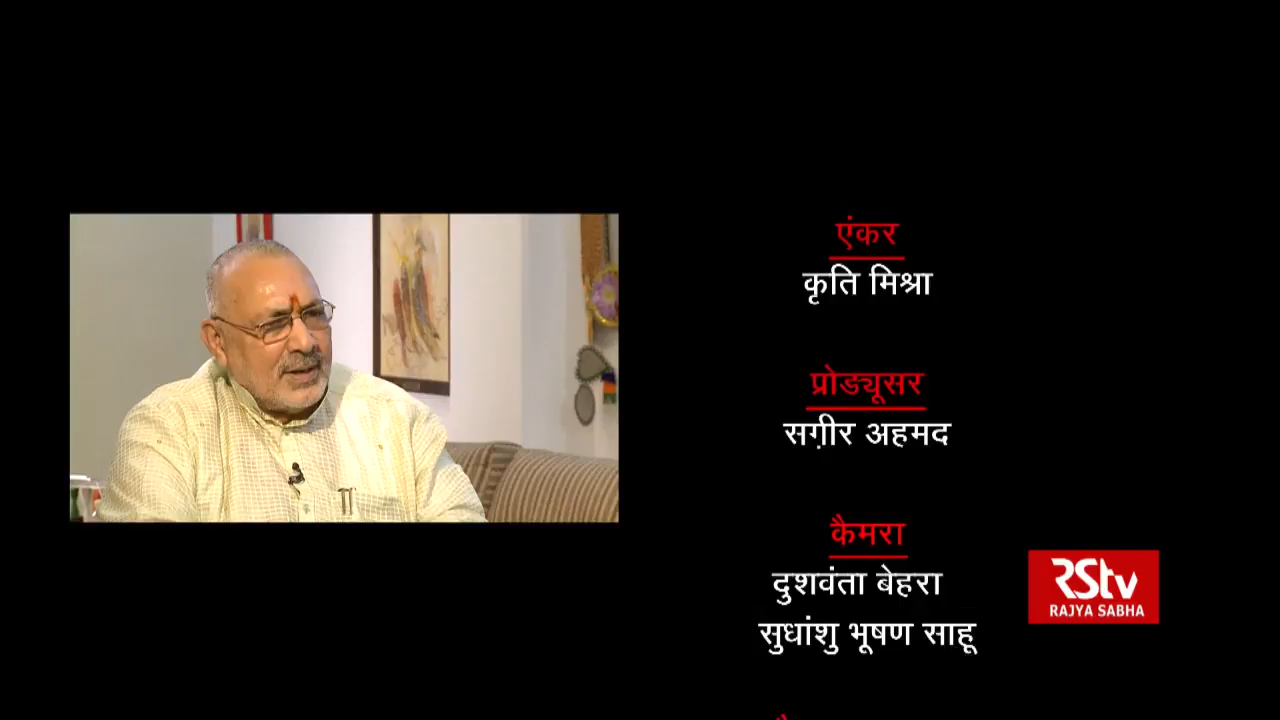 एंकर
कृति मिश्रा
प्रोड्यूसर
सग़ीर अहमद
कैमरा
दुशवंता बेहरा
सुधांशु भूषण साहू
RStv
RAJYA SABHA